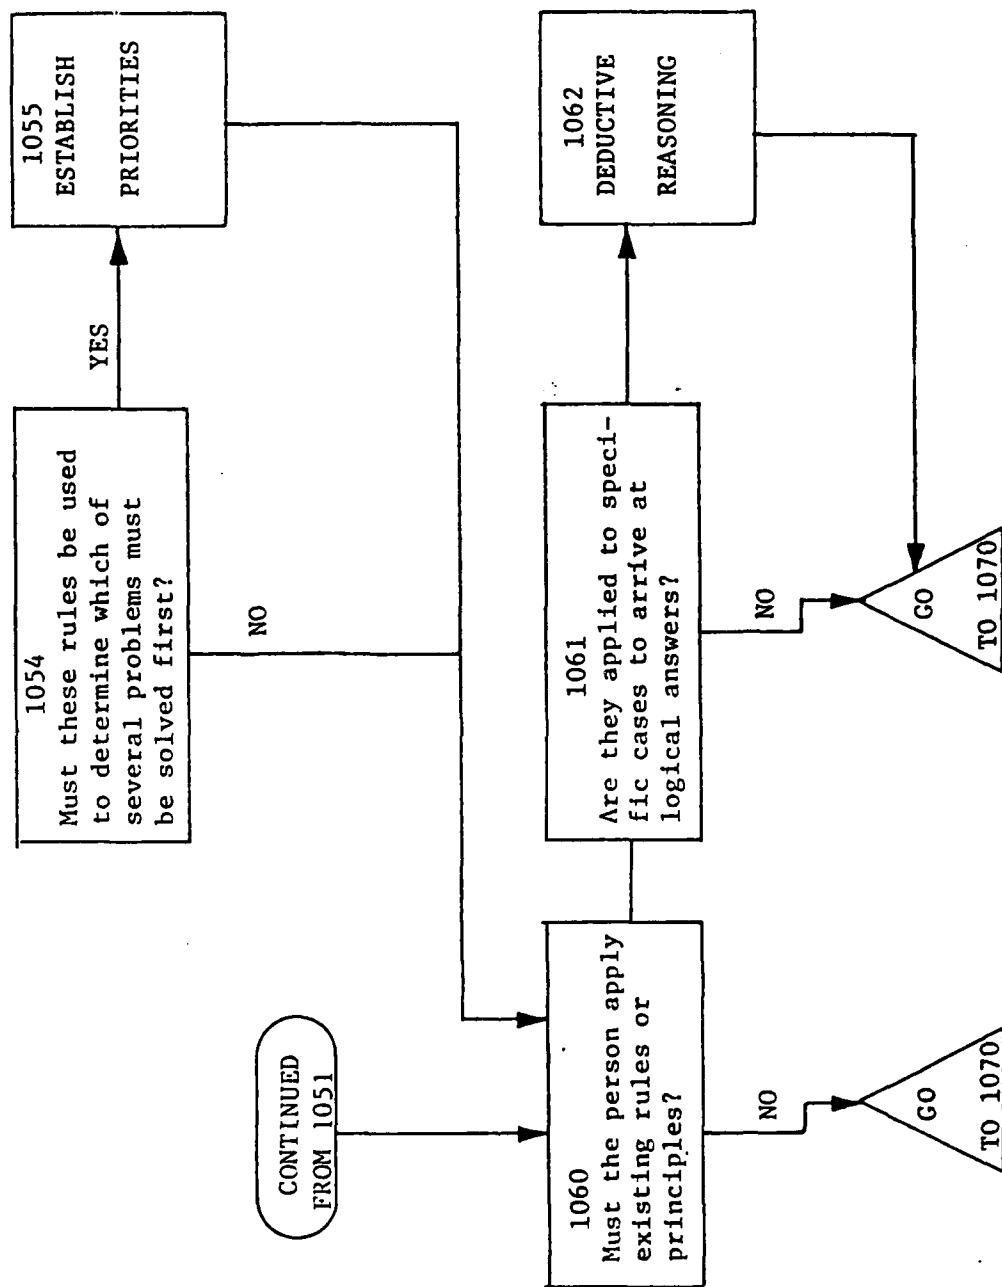 1054
Must these rules be used
to determine which of
several problems must
be solved first?
YES
1055
ESTABLISH
PRIORITIES
NO
CONTINUED
FROM 1051
1060
Must the person apply
existing rules or
principles?
NO
GO
TO 1070
1061
Are they applied to speci-
fic cases to arrive at
logical answers?
NO
GO
TO 1070
1062
DEDUCTIVE
REASONING